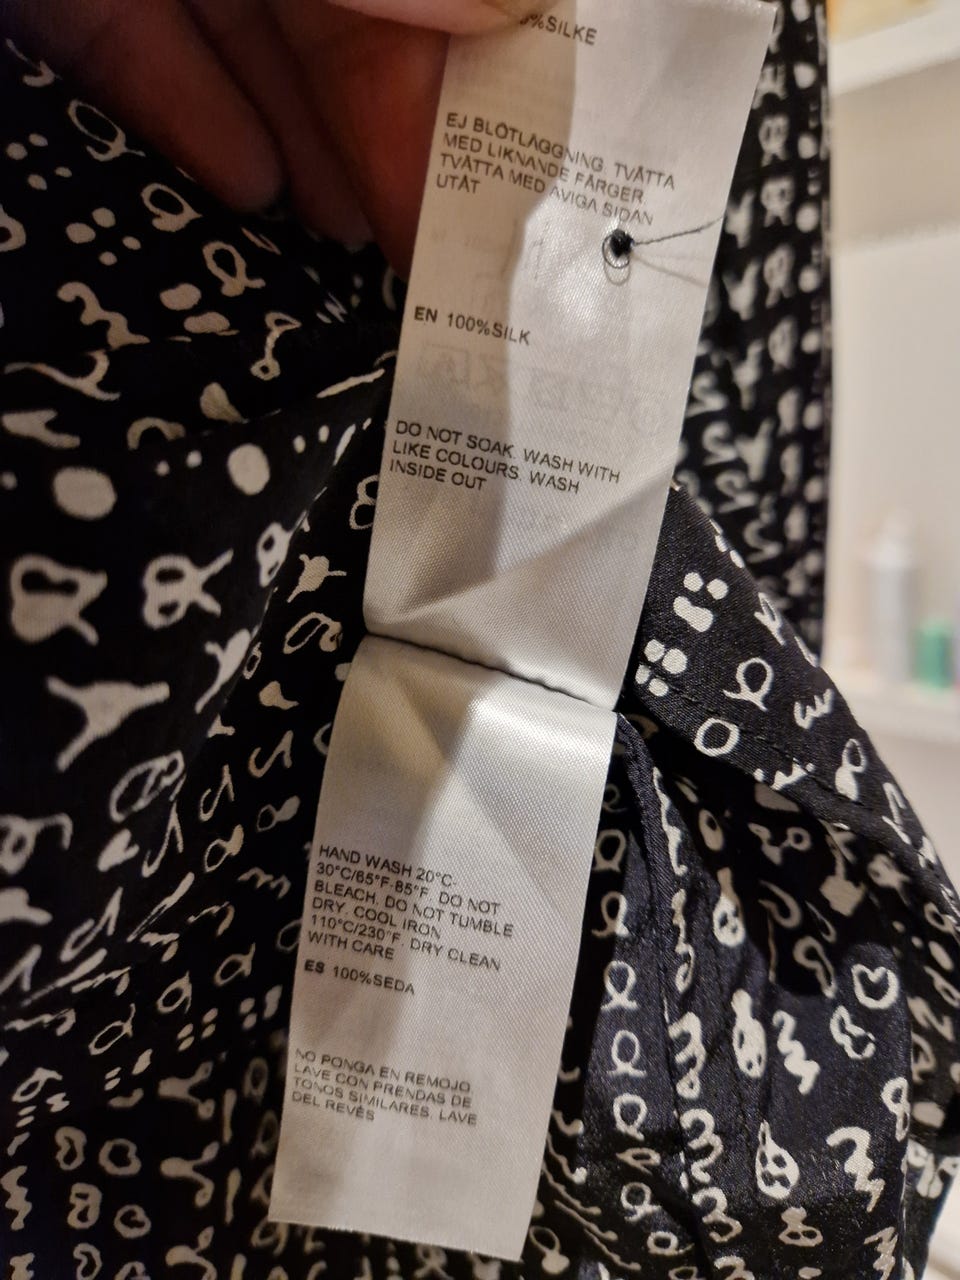 %SILKE
EJ BLÖTLÄGGNING. TVÄTTA
MED LIKNANDE FÄRGER.
TVÄTTA MED AVIGA SIDAN
UTÅT
EN 100%SILK
DO NOT SOAK. WASH WITH
LIKE COLOURS. WASH
INSIDE OUT
HAND WASH 20°C-
30°C/65°F-85°F. DO NOT
BLEACH. DO NOT TUMBLE
DRY. COOL IRON
110°C/230°F. DRY CLEAN
WITH CARE
ES 100%SEDA
NO PONGA EN REMOJO
LAVE CON PRENDAS DE
TONOS SIMILARES. LAVE
DEL REVÉS